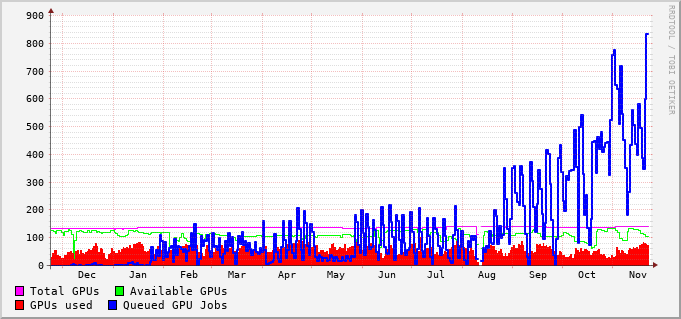 900
800
700
600
500
400
300
200
100
0
Dec Jan Feb Mar Apr May Jun Jul Aug Sep Oct Nov
Total GPUs Available GPUs
GPUs used Queued GPU Jobs
RRDTOOL / TOBI OETIKER